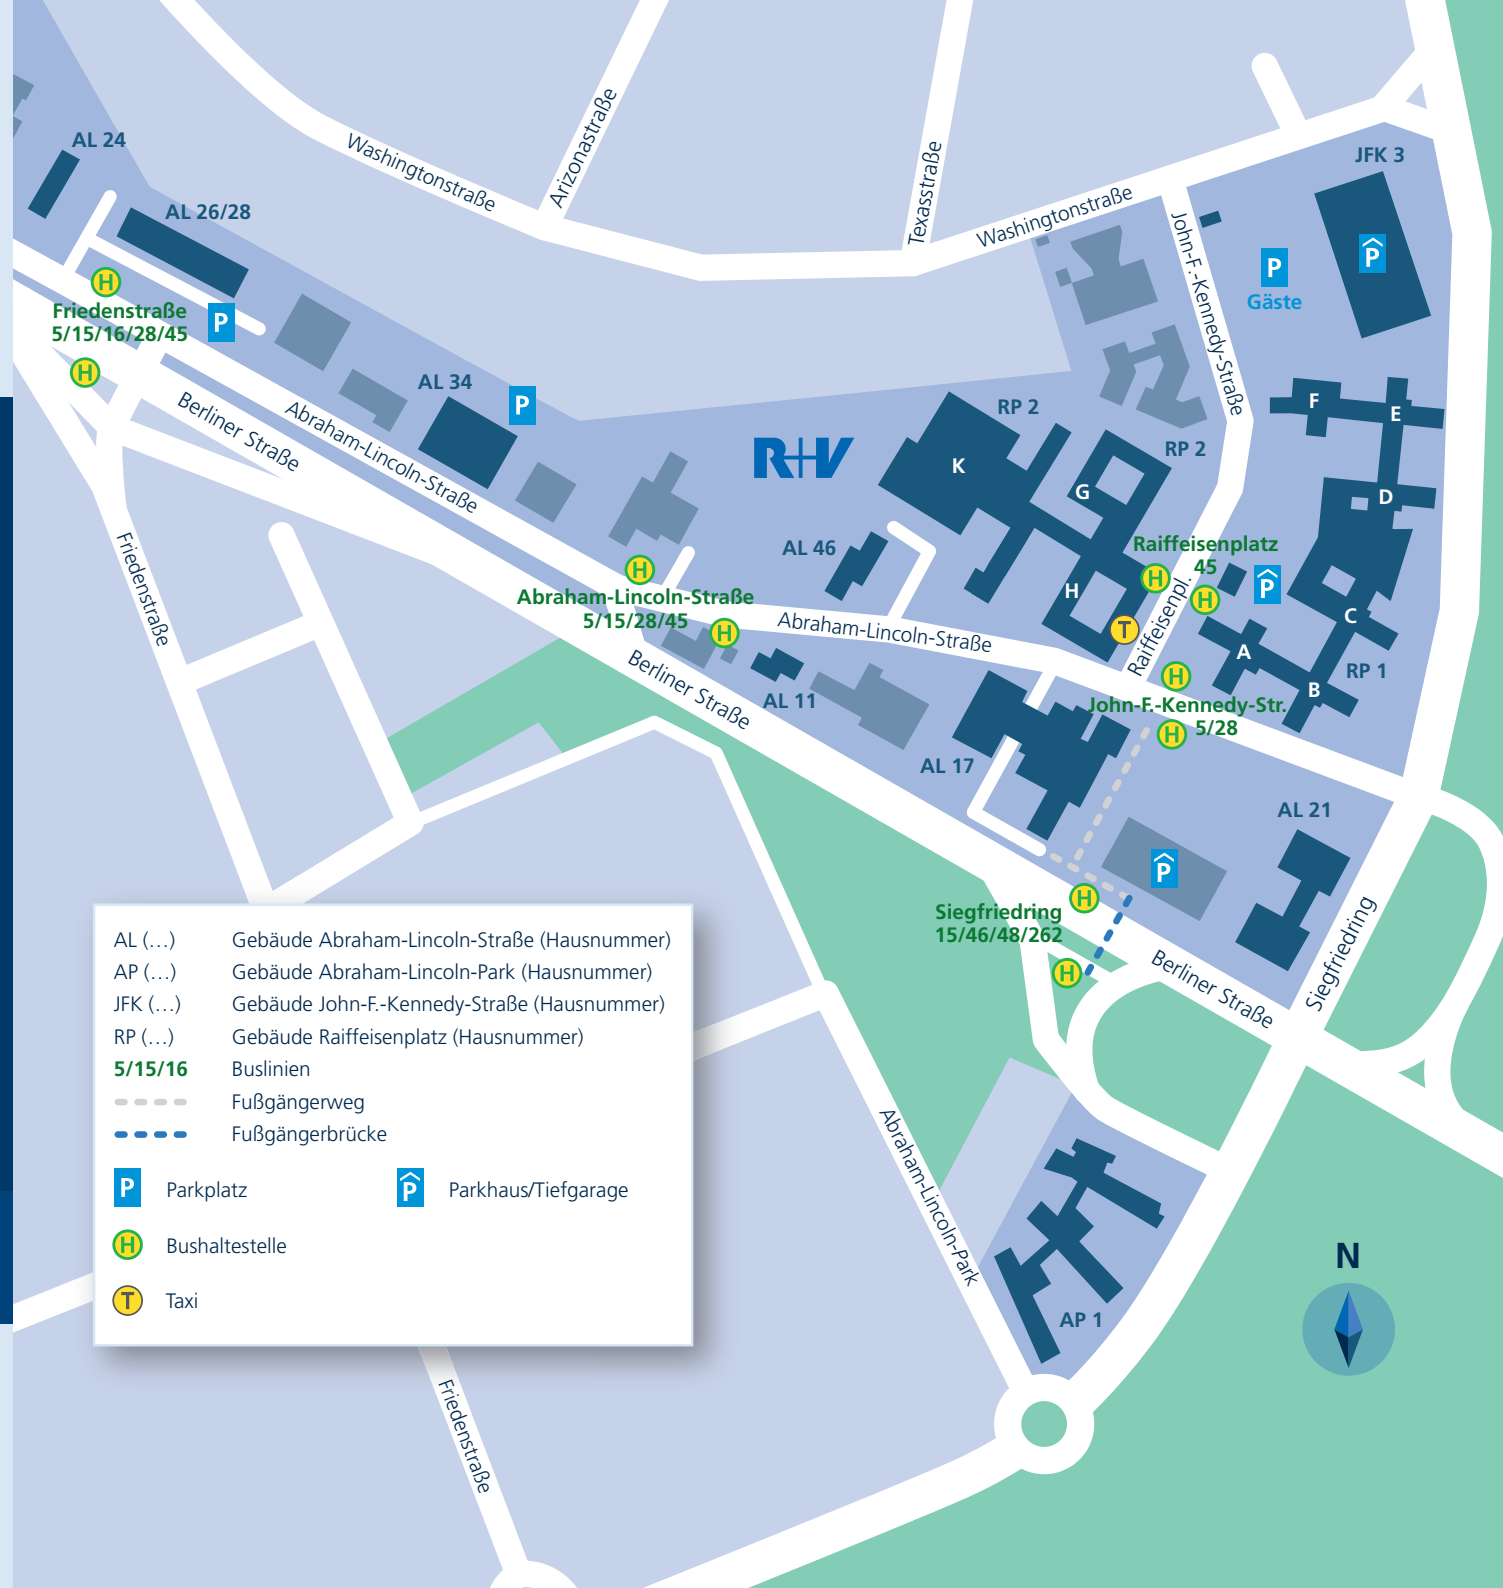 Washingtonstraße
Arizonastraße
Texasstraße
Washingtonstraße
John-F.-Kennedy-Straße
JFK 3
P
P
Gäste
AL 24
AL 26/28
H
Friedenstraße
5/15/16/28/45
H
P
AL 34
P
Berliner Straße
Abraham-Lincoln-Straße
R+V
RP 2
K
RP 2
G
H
F
E
D
C
A
B
RP 1
Raiffeisenplatz
45
H
H
P
T
Raiffeisenpl.
AL 46
H
Abraham-Lincoln-Straße
5/15/28/45
H
Abraham-Lincoln-Straße
Friedenstraße
Berliner Straße
AL 11
H
John-F.-Kennedy-Str.
5/28
H
AL 17
AL 21
P
Siegfriedring
15/46/48/262
H
H
Berliner Straße
Siegfriedring
AL (…) Gebäude Abraham-Lincoln-Straße (Hausnummer)
AP (…) Gebäude Abraham-Lincoln-Park (Hausnummer)
JFK (…) Gebäude John-F.-Kennedy-Straße (Hausnummer)
RP (…) Gebäude Raiffeisenplatz (Hausnummer)
5/15/16 Buslinien
Fußgängerweg
Fußgängerbrücke
P Parkplatz P Parkhaus/Tiefgarage
H Bushaltestelle
T Taxi
Abraham-Lincoln-Park
AP 1
N
Friedenstraße